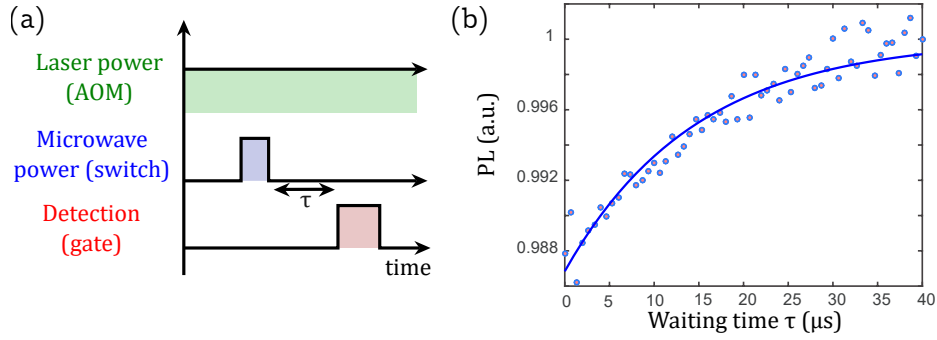 (a)
Laser power
(AOM)
Microwave
power (switch)
τ
Detection
(gate)
time
(b)
PL (a.u.)
1
0.996
0.992
0.988
0 5 10 15 20 25 30 35 40
Waiting time τ (μs)